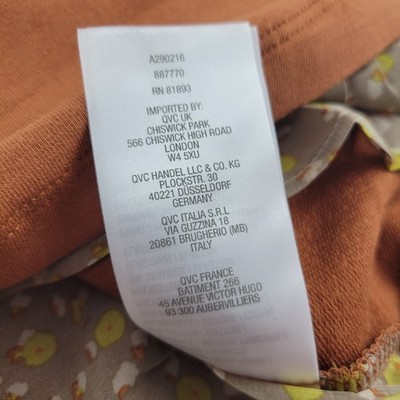 A290216
887770
RN 81893
IMPORTED BY:
QVC UK
CHISWICK PARK
566 CHISWICK HIGH ROAD
LONDON
W4 5XU
QVC HANDEL LLC & CO. KG
PLOCKSTR. 30
40221 DÜSSELDORF
GERMANY
QVC ITALIA S.R.L
VIA GUZZINA 18
20861 BRUGHERIO (MB)
ITALY
QVC FRANCE
BATIMENT 266
45 AVENUE VICTOR HUGO
93 300 AUBERVILLIERS